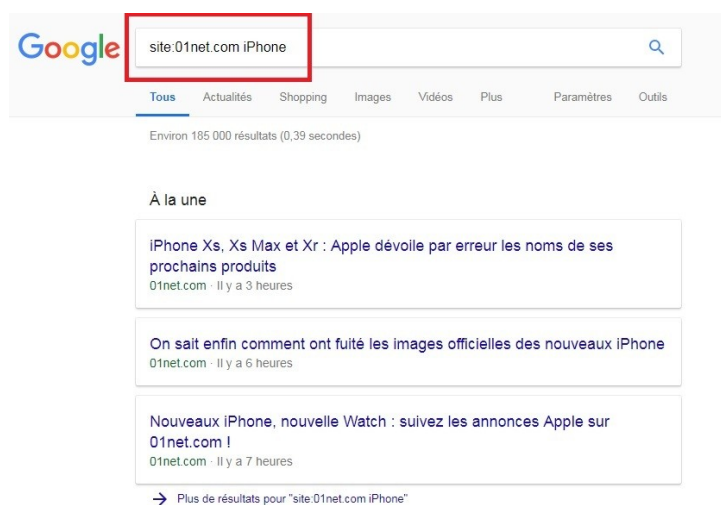 Google
site:01net.com iPhone
Tous Actualités Shopping Images Vidéos Plus Paramètres Outils
Environ 185 000 résultats (0,39 secondes)
À la une
iPhone Xs, Xs Max et Xr : Apple dévoile par erreur les noms de ses
prochains produits
01net.com · Il y a 3 heures
On sait enfin comment ont fuité les images officielles des nouveaux iPhone
01net.com · Il y a 6 heures
Nouveaux iPhone, nouvelle Watch : suivez les annonces Apple sur
01net.com !
01net.com · Il y a 7 heures
→ Plus de résultats pour "site:01net.com iPhone"